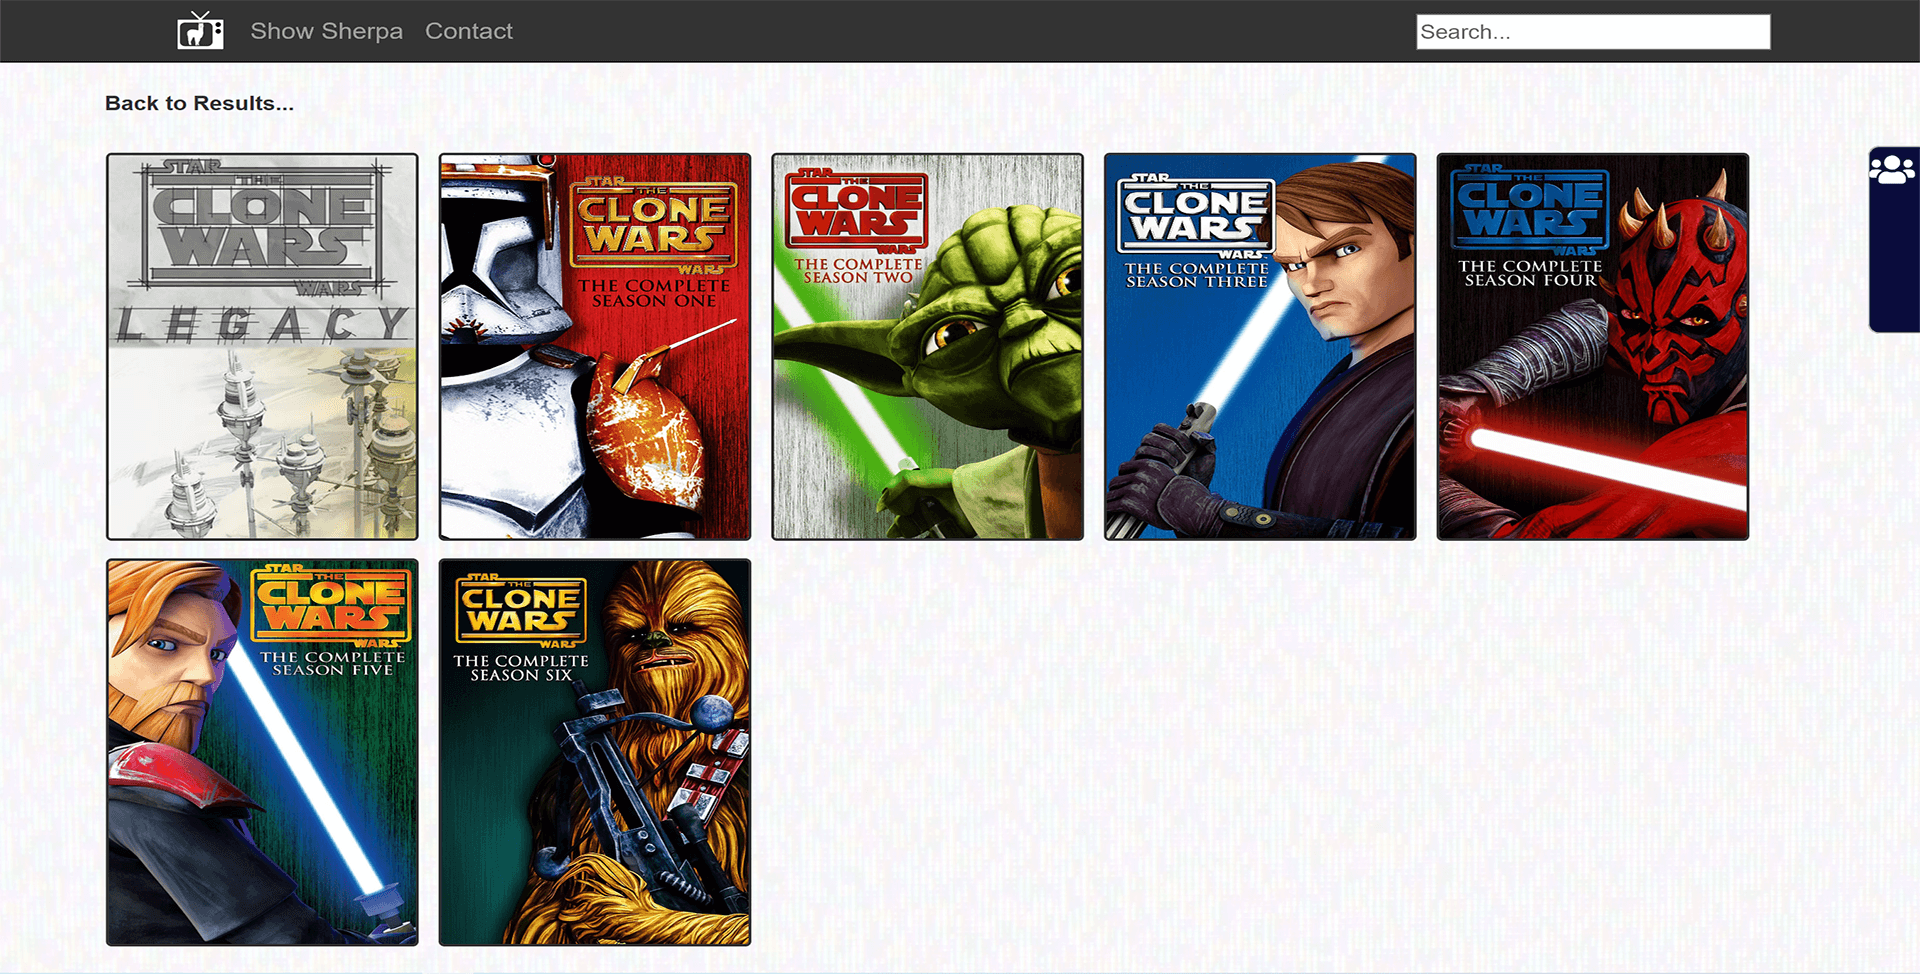 Show Sherpa Contact
Search...
Back to Results...
STAR
THE
CLONE
WARS
WARS
LEGACY
STAR
THE
CLONE
WARS
WARS
THE COMPLETE
SEASON ONE
STAR
THE
CLONE
WARS
WARS
THE COMPLETE
SEASON TWO
STAR
THE
CLONE
WARS
WARS
THE COMPLETE
SEASON THREE
STAR
THE
CLONE
WARS
WARS
THE COMPLETE
SEASON FOUR
STAR
THE
CLONE
WARS
WARS
THE COMPLETE
SEASON FIVE
STAR
THE
CLONE
WARS
WARS
THE COMPLETE
SEASON SIX